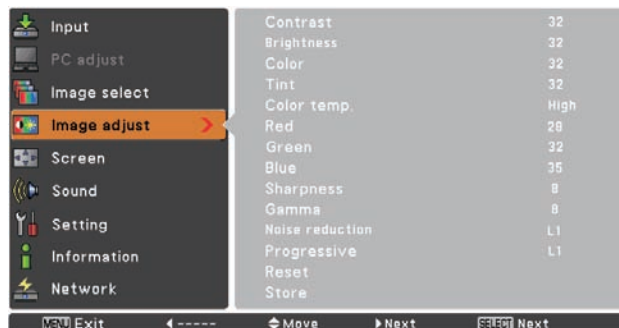 Input
PC adjust
Image select
Image adjust
Screen
Sound
Setting
Information
Network
Contrast 32
Brightness 32
Color 32
Tint 32
Color temp. High
Red 28
Green 32
Blue 35
Sharpness 8
Gamma 8
Noise reduction L1
Progressive L1
Reset
Store
MENU Exit ◀ ----- Move ▶ Next SELECT Next